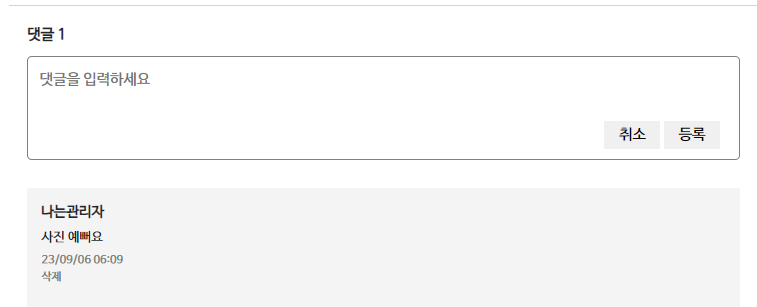 댓글 1
댓글을 입력하세요
취소 등록
나는관리자
사진 예뻐요
23/09/06 06:09
삭제